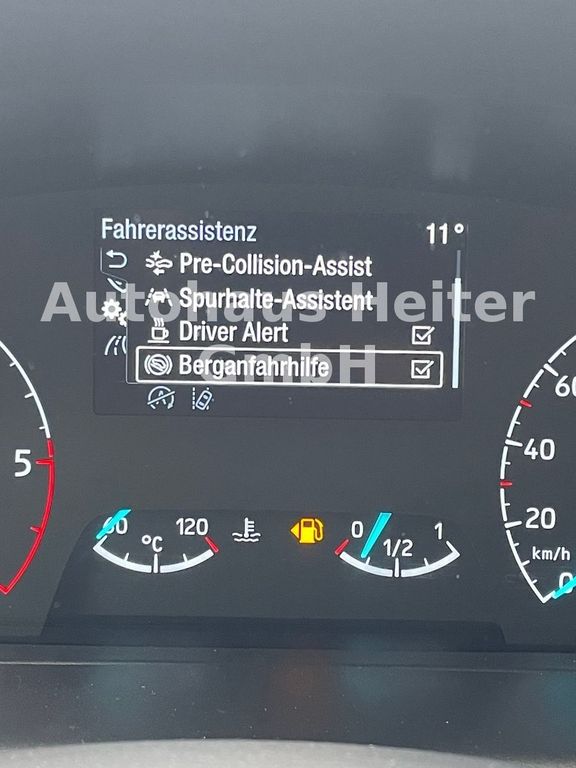 Fahrerassistenz 11°
Pre-Collision-Assist
Spurhalte-Assistent
Autohaus Heiter
Driver Alert
GmbH
Berganfahrhilfe
A
5
60
40
20
km/h
0
60 120
°C
0 1/2 1